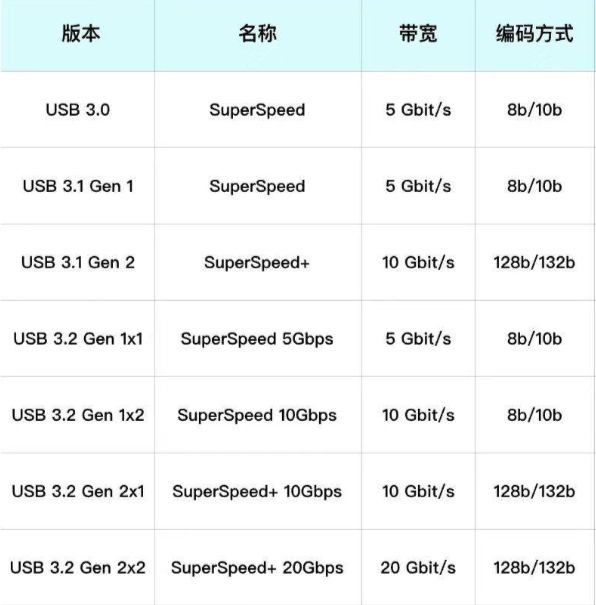 版本 名称 带宽 编码方式
USB 3.0 SuperSpeed 5 Gbit/s 8b/10b
USB 3.1 Gen 1 SuperSpeed 5 Gbit/s 8b/10b
USB 3.1 Gen 2 SuperSpeed+ 10 Gbit/s 128b/132b
USB 3.2 Gen 1x1 SuperSpeed 5Gbps 5 Gbit/s 8b/10b
USB 3.2 Gen 1x2 SuperSpeed 10Gbps 10 Gbit/s 8b/10b
USB 3.2 Gen 2x1 SuperSpeed+ 10Gbps 10 Gbit/s 128b/132b
USB 3.2 Gen 2x2 SuperSpeed+ 20Gbps 20 Gbit/s 128b/132b